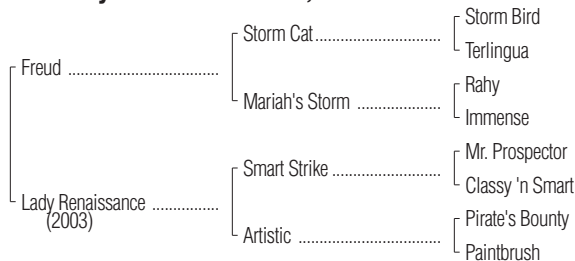 Storm Bird
Storm Cat
Terlingua
Freud
Rahy
Mariah's Storm
Immense
Mr. Prospector
Smart Strike
Classy 'n Smart
Lady Renaissance
(2003)
Pirate's Bounty
Artistic
Paintbrush